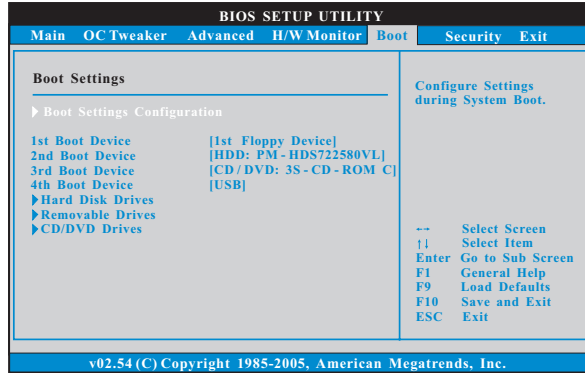 BIOS SETUP UTILITY
Main OC Tweaker Advanced H/W Monitor Boot Security Exit
Boot Settings
Boot Settings Configuration
1st Boot Device [1st Floppy Device]
2nd Boot Device [HDD: PM - HDS722580VL]
3rd Boot Device [CD / DVD: 3S - CD - ROM C]
4th Boot Device [USB]
Hard Disk Drives
Removable Drives
CD/DVD Drives
Configure Settings
during System Boot.
←→ Select Screen
↑↓ Select Item
Enter Go to Sub Screen
F1 General Help
F9 Load Defaults
F10 Save and Exit
ESC Exit
v02.54 (C) Copyright 1985-2005, American Megatrends, Inc.